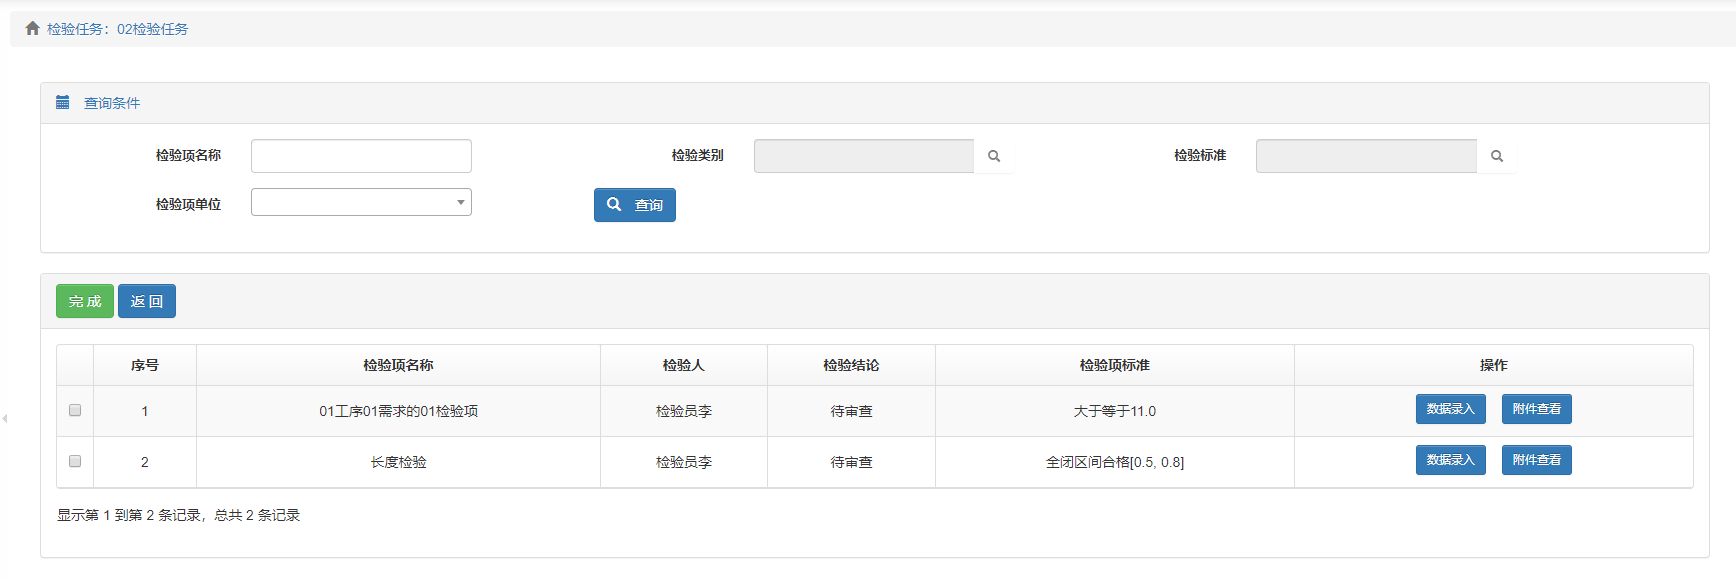 检验任务：02检验任务
查询条件
检验项名称 检验类别 检验标准
检验项单位 查询
完 成 返 回
序号 检验项名称 检验人 检验结论 检验项标准 操作
1 01工序01需求的01检验项 检验员李 待审查 大于等于11.0 数据录入 附件查看
2 长度检验 检验员李 待审查 全闭区间合格[0.5, 0.8] 数据录入 附件查看
显示第 1 到第 2 条记录，总共 2 条记录